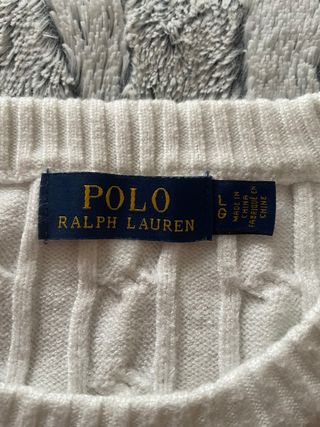 POLO
RALPH LAUREN
L
G
MADE IN
CHINA
FABRIQUÉ EN
CHINE